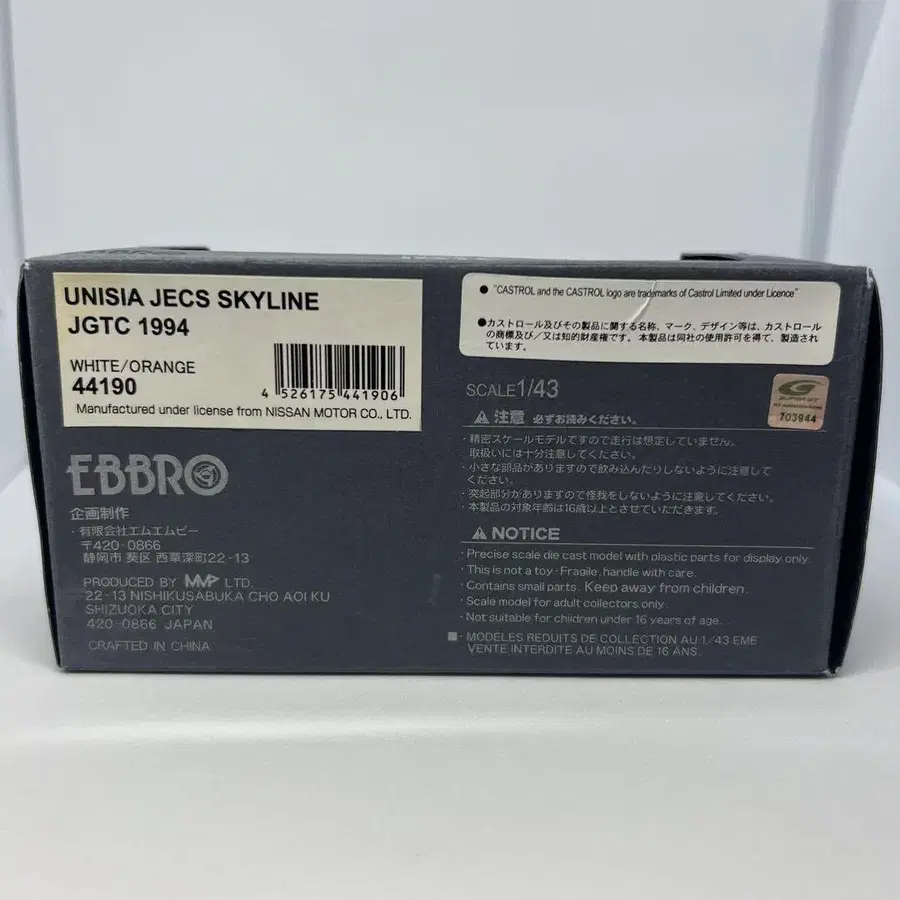 UNISIA JECS SKYLINE
JGTC 1994
WHITE/ORANGE
44190
4 526175 441906
Manufactured under license from NISSAN MOTOR CO., LTD.
EBBRO
企画制作
・有限会社エムエムピー
〒420-0866
静岡市 葵区 西草深町22-13
PRODUCED BY MMP LTD.
22-13 NISHIKUSABUKA CHO AOI KU
SHIZUOKA CITY
420-0866 JAPAN
CRAFTED IN CHINA
● "CASTROL and the CASTROL logo are trademarks of Castrol Limited under Licence"
●カストロール及びその製品に関する名称、マーク、デザイン等は、カストロール
の商標及び／又は知的財産権です。本製品は同社の使用許可を得て、製造され
ています。
SCALE 1/43
SUPER GT
703944
⚠ 注意 必ずお読みください。
・精密スケールモデルですので走行は想定していません。
取扱いには十分注意してください。
・小さな部品がありますので飲み込んだりしないように注意して
ください。
・突起部分がありますので怪我をしないように注意してください。
・本製品の対象年齢は16歳以上とさせていただきます。
⚠ NOTICE
・Precise scale die cast model with plastic parts for display only.
・This is not a toy・Fragile, handle with care.
・Contains small parts. Keep away from children.
・Scale model for adult collectors only.
・Not suitable for children under 16 years of age.
■・MODÈLES REDUITS DE COLLECTION AU 1/43 EME
VENTE INTERDITE AU MOINS DE 16 ANS.